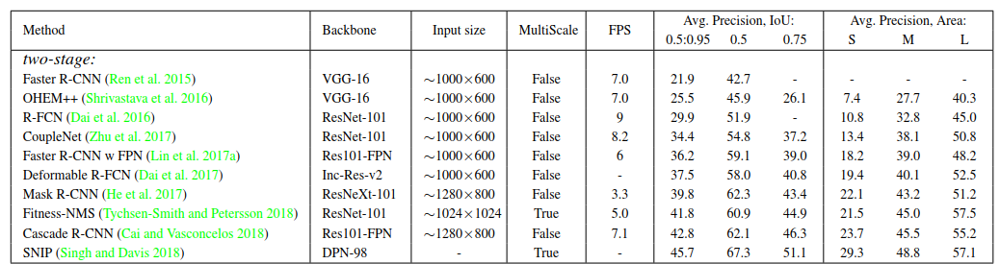 Method Backbone Input size MultiScale FPS Avg. Precision, IoU: Avg. Precision, Area:
0.5:0.95 0.5 0.75 S M L
two-stage:
Faster R-CNN (Ren et al. 2015) VGG-16 ∼1000×600 False 7.0 21.9 42.7 - - - -
OHEM++ (Shrivastava et al. 2016) VGG-16 ∼1000×600 False 7.0 25.5 45.9 26.1 7.4 27.7 40.3
R-FCN (Dai et al. 2016) ResNet-101 ∼1000×600 False 9 29.9 51.9 - 10.8 32.8 45.0
CoupleNet (Zhu et al. 2017) ResNet-101 ∼1000×600 False 8.2 34.4 54.8 37.2 13.4 38.1 50.8
Faster R-CNN w FPN (Lin et al. 2017a) Res101-FPN ∼1000×600 False 6 36.2 59.1 39.0 18.2 39.0 48.2
Deformable R-FCN (Dai et al. 2017) Inc-Res-v2 ∼1000×600 False - 37.5 58.0 40.8 19.4 40.1 52.5
Mask R-CNN (He et al. 2017) ResNeXt-101 ∼1280×800 False 3.3 39.8 62.3 43.4 22.1 43.2 51.2
Fitness-NMS (Tychsen-Smith and Petersson 2018) ResNet-101 ∼1024×1024 True 5.0 41.8 60.9 44.9 21.5 45.0 57.5
Cascade R-CNN (Cai and Vasconcelos 2018) Res101-FPN ∼1280×800 False 7.1 42.8 62.1 46.3 23.7 45.5 55.2
SNIP (Singh and Davis 2018) DPN-98 - True - 45.7 67.3 51.1 29.3 48.8 57.1